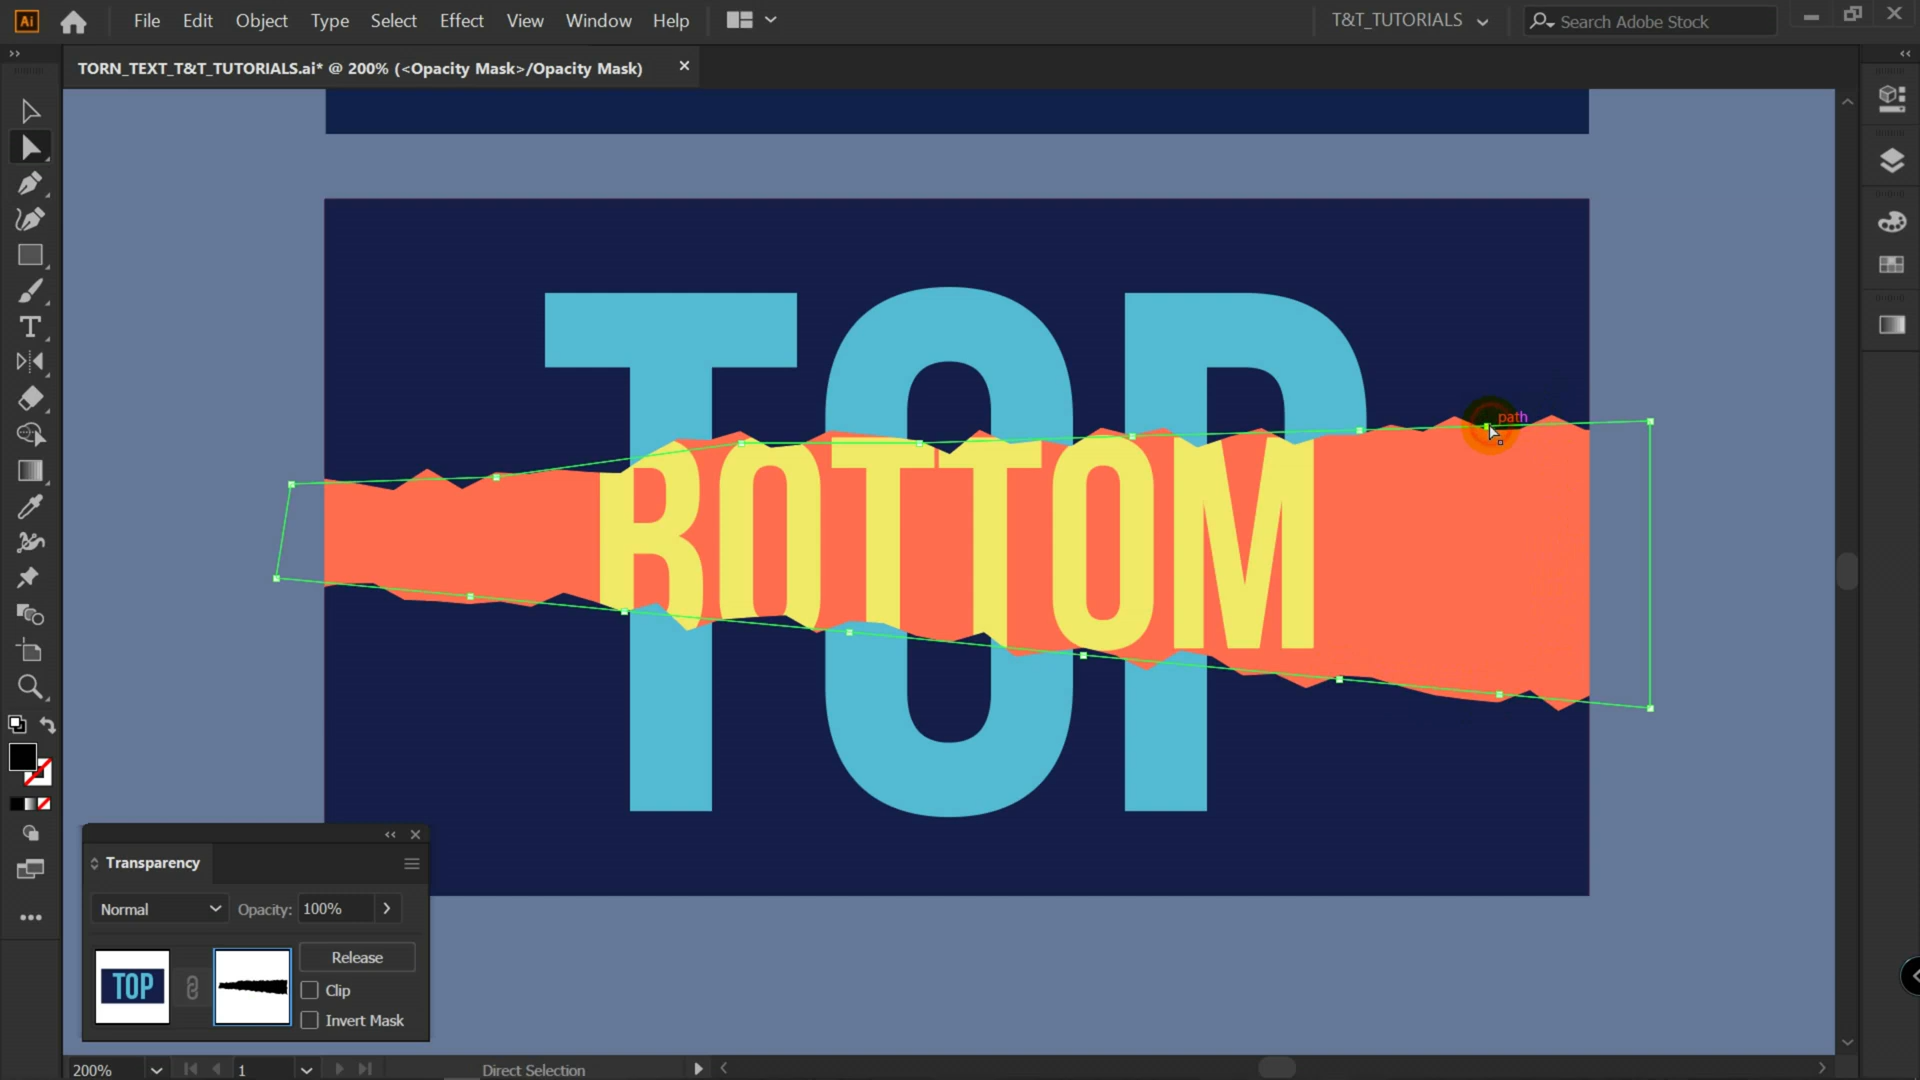 Ai File Edit Object Type Select Effect View Window Help T&T_TUTORIALS Search Adobe Stock
TORN_TEXT_T&T_TUTORIALS.ai* @ 200% (<Opacity Mask>/Opacity Mask)
TOP
path
BOTTOM
Transparency
Normal Opacity: 100%
TOP
Release
Clip
Invert Mask
200% 1 Direct Selection